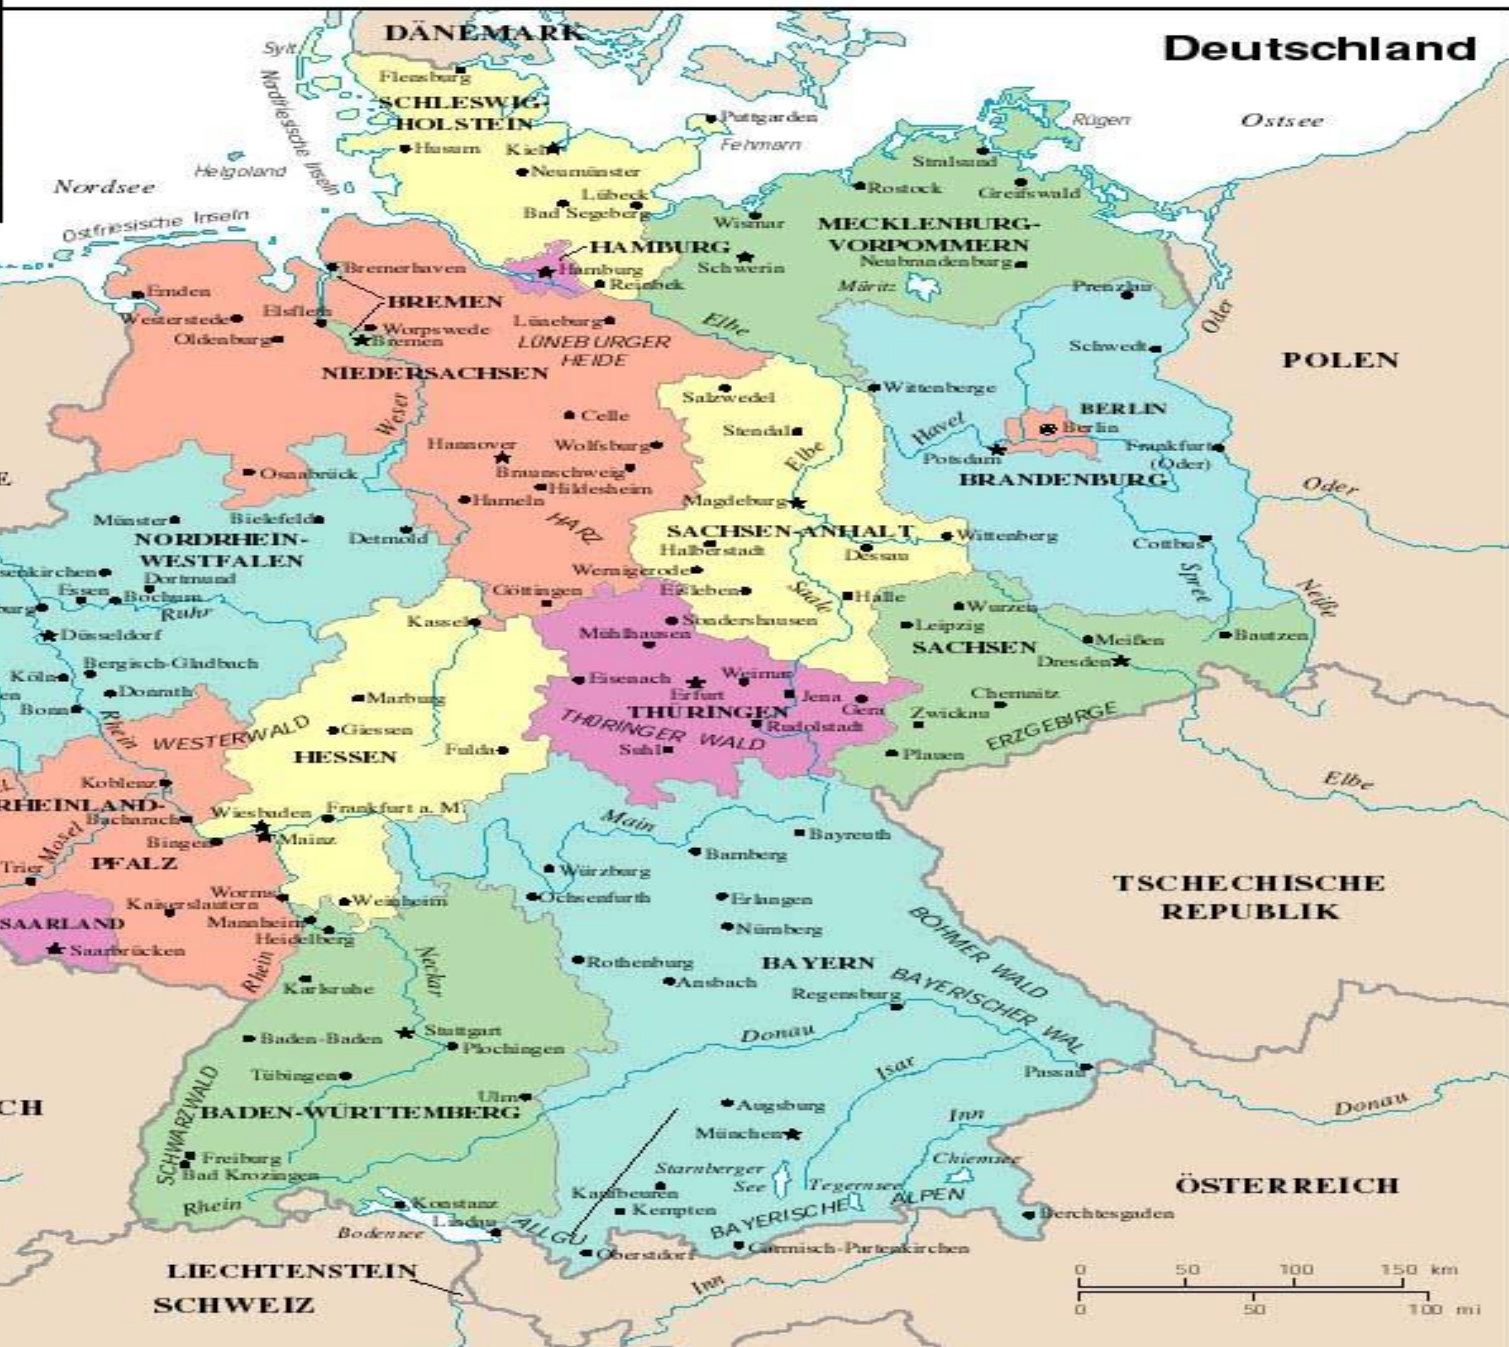 DÄNEMARK
Deutschland
Sylt
Flensburg
Nordfriesische Inseln
SCHLESWIG-
HOLSTEIN
Puttgarden
Rügen
Ostsee
Husum
Kiel
Fehmarn
Helgoland
Stralsund
Neumünster
Nordsee
Lübeck
Rostock
Greifswald
Bad Segeberg
Ostfriesische Inseln
Wismar
MECKLENBURG-
VORPOMMERN
HAMBURG
Hamburg
Schwerin
Neubrandenburg
Bremerhaven
Reinbek
Müritz
Prenzlau
Emden
BREMEN
Elsfleth
Westerstede
Worpswede
Lüneburg
Elbe
Oder
Oldenburg
Bremen
LÜNEBURGER
HEIDE
Schwedt
POLEN
NIEDERSACHSEN
Wittenberge
Salzwedel
Weser
Celle
BERLIN
Berlin
Havel
Stendal
Hannover
Wolfsburg
Elbe
Potsdam
Frankfurt
(Oder)
Braunschweig
Osnabrück
BRANDENBURG
Hildesheim
Oder
Hameln
Magdeburg
Münster
Bielefeld
HARZ
SACHSEN-ANHALT
Wittenberg
NORDRHEIN-
WESTFALEN
Detmold
Halberstadt
Dessau
Cottbus
senkirchen
Dortmund
Wernigerode
Spree
Neiße
Essen
Bochum
Göttingen
Eisleben
Saale
Halle
burg
Ruhr
Wurzen
Kassel
Sondershausen
Leipzig
Düsseldorf
Mühlhausen
SACHSEN
Meißen
Bautzen
Bergisch-Gladbach
Dresden
Köln
Eisenach
Erfurt
Weimar
en
Donrath
Marburg
Jena
Gera
Chemnitz
Bonn
Rhein
THÜRINGEN
Zwickau
WESTERWALD
Giessen
THÜRINGER WALD
Rudolstadt
ERZGEBIRGE
HESSEN
Fulda
Suhl
Plauen
Koblenz
Elbe
RHEINLAND-
PFALZ
Wiesbaden
Frankfurt a. M.
Bacharach
Main
Bingen
Mainz
Bayreuth
Mosel
Bamberg
Trier
Würzburg
TSCHECHISCHE
REPUBLIK
Worms
Weinheim
Ochsenfurth
Erlangen
Kaiserslautern
SAARLAND
Mannheim
Nürnberg
BÖHMER WALD
Heidelberg
Saarbrücken
Rhein
Neckar
Rothenburg
BAYERN
Karlsruhe
Ansbach
BAYERISCHER WAL
Regensburg
Baden-Baden
Stuttgart
Donau
Plochingen
Tübingen
Isar
Passau
SCHWARZWALD
Ulm
CH
BADEN-WÜRTTEMBERG
Augsburg
Donau
München
Inn
Freiburg
Chiemsee
Bad Krozingen
Starnberger
See
Tegernsee
Kaufbeuren
ÖSTERREICH
Rhein
Konstanz
Kempten
BAYERISCHE ALPEN
Berchtesgaden
Bodensee
Lindau
ALLGU
Oberstdorf
Garmisch-Partenkirchen
LIECHTENSTEIN
Inn
SCHWEIZ
0 50 100 150 km
0 50 100 mi